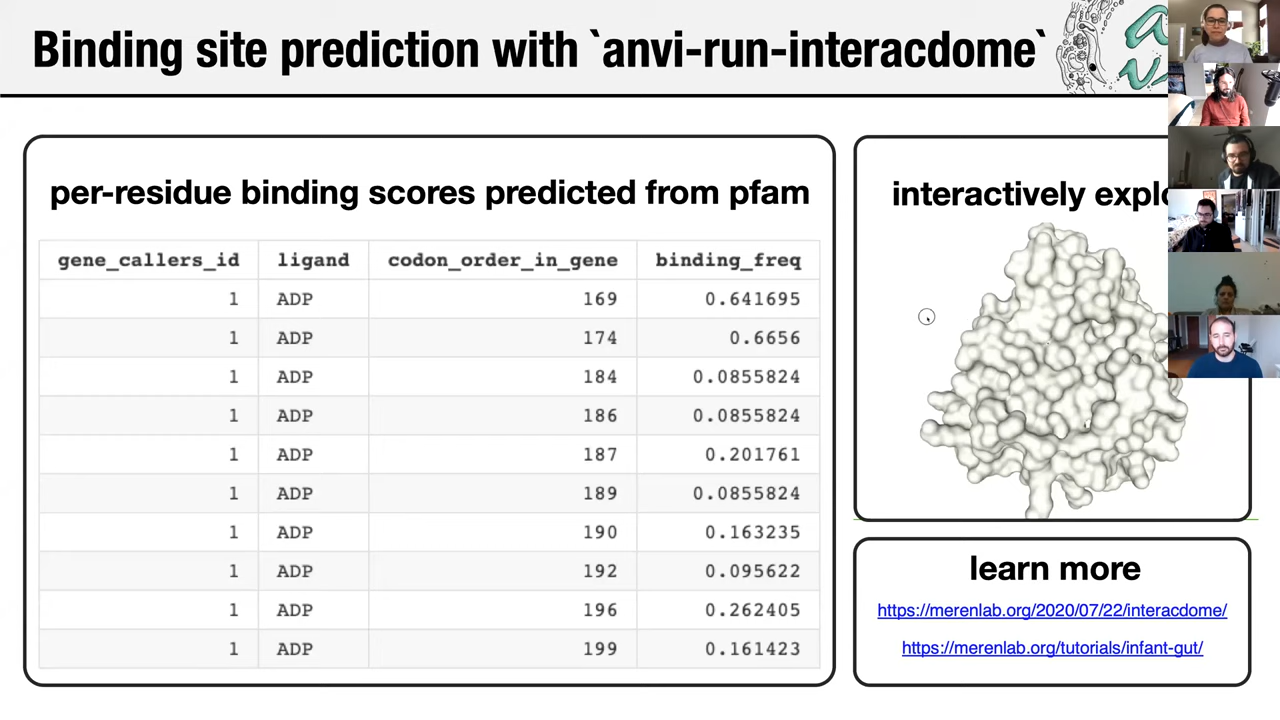 Binding site prediction with `anvi-run-interacdome`
per-residue binding scores predicted from pfam
gene_callers_id ligand codon_order_in_gene binding_freq
1 ADP 169 0.641695
1 ADP 174 0.6656
1 ADP 184 0.0855824
1 ADP 186 0.0855824
1 ADP 187 0.201761
1 ADP 189 0.0855824
1 ADP 190 0.163235
1 ADP 192 0.095622
1 ADP 196 0.262405
1 ADP 199 0.161423
interactively
learn more
https://merenlab.org/2020/07/22/interacdome/
https://merenlab.org/tutorials/infant-gut/